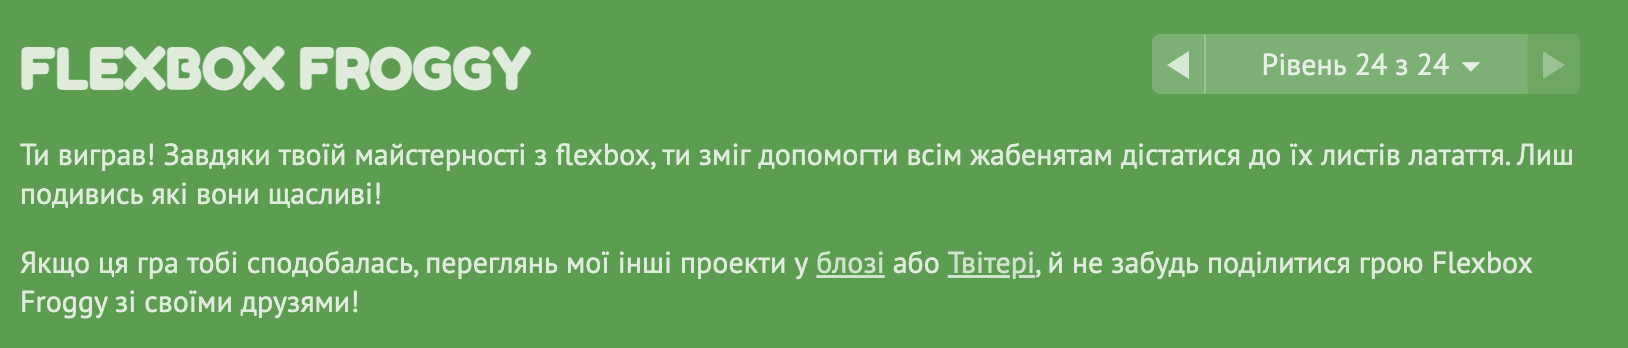 FLEXBOX FROGGY
Рівень 24 з 24
Ти виграв! Завдяки твоїй майстерності з flexbox, ти зміг допомогти всім жабенятам дістатися до їх листів латаття. Лиш
подивись які вони щасливі!
Якщо ця гра тобі сподобалась, переглянь мої інші проекти у блозі або Твітері, й не забудь поділитися грою Flexbox
Froggy зі своїми друзями!